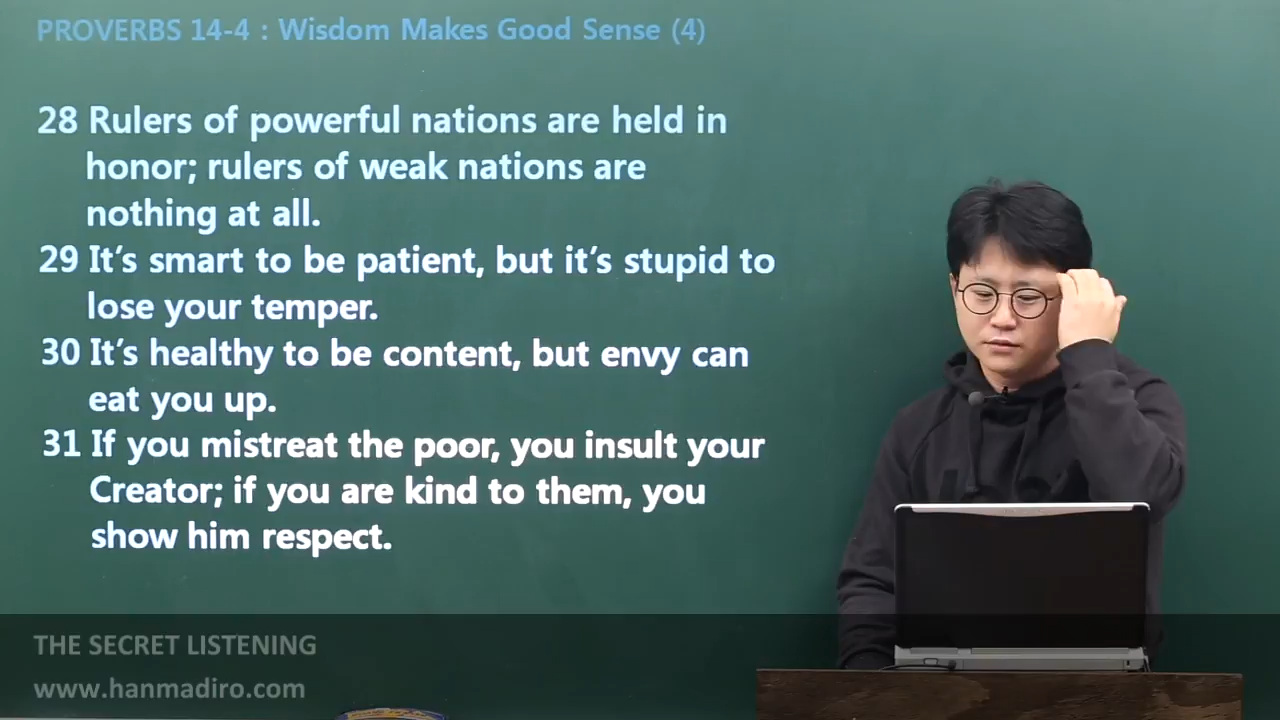 PROVERBS 14-4 : Wisdom Makes Good Sense (4)
28 Rulers of powerful nations are held in
honor; rulers of weak nations are
nothing at all.
29 It's smart to be patient, but it's stupid to
lose your temper.
30 It's healthy to be content, but envy can
eat you up.
31 If you mistreat the poor, you insult your
Creator; if you are kind to them, you
show him respect.
THE SECRET LISTENING
www.hanmadiro.com